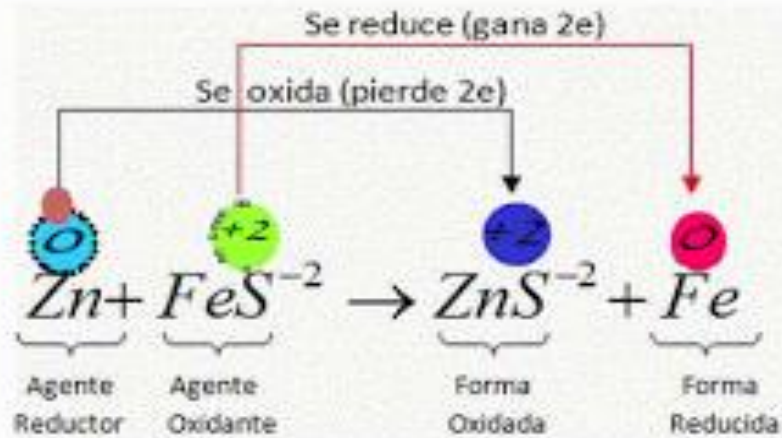 Se reduce (gana 2e)
Se oxida (pierde 2e)
0 +2 +2 0
Zn + FeS⁻² → ZnS⁻² + Fe
Agente Agente Forma Forma
Reductor Oxidante Oxidada Reducida